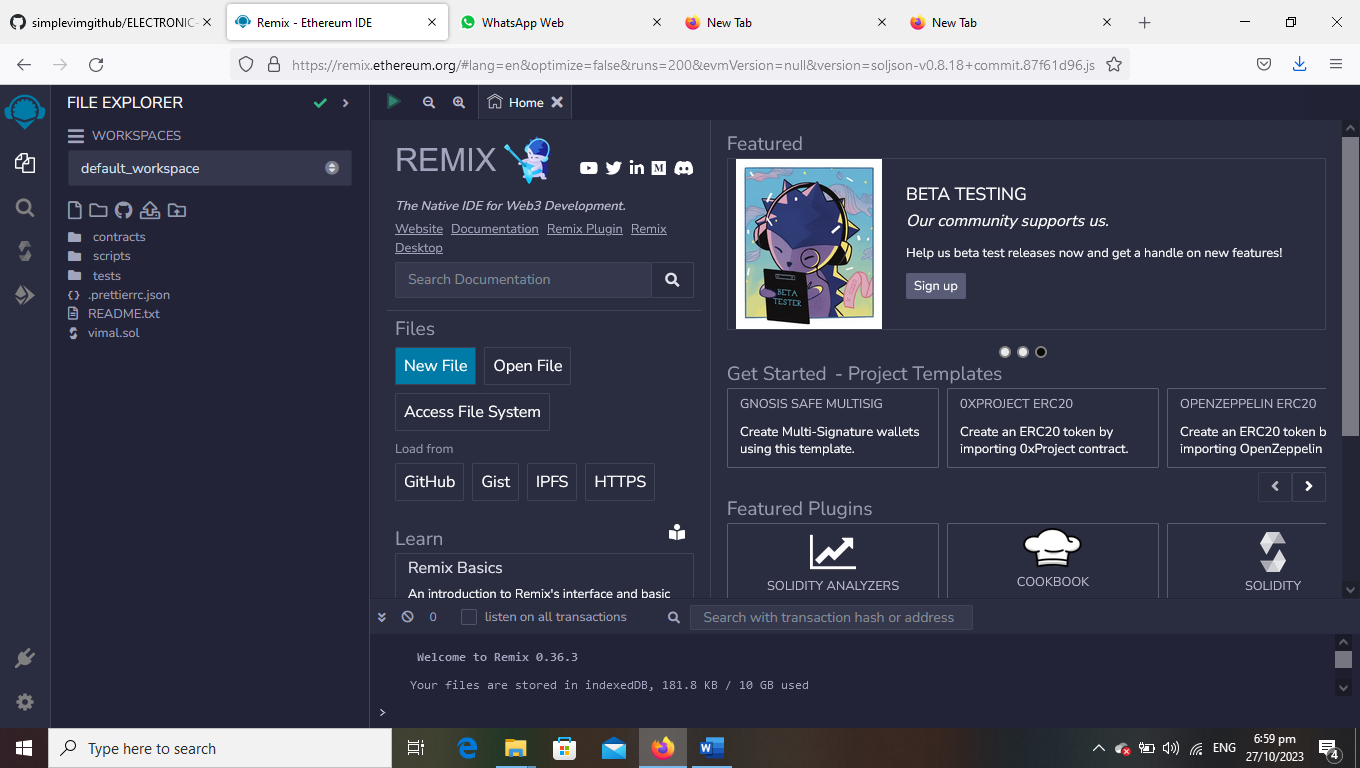 simplevimgithub/ELECTRONIC-
Remix - Ethereum IDE
WhatsApp Web
New Tab
New Tab
https://remix.ethereum.org/#lang=en&optimize=false&runs=200&evmVersion=null&version=soljson-v0.8.18+commit.87f61d96.js
FILE EXPLORER
WORKSPACES
default_workspace
contracts
scripts
tests
.prettierrc.json
README.txt
vimal.sol
Home
REMIX
The Native IDE for Web3 Development.
Website Documentation Remix Plugin Remix
Desktop
Search Documentation
Files
New File Open File
Access File System
Load from
GitHub Gist IPFS HTTPS
Learn
Remix Basics
An introduction to Remix's interface and basic
Featured
BETA TESTER
BETA TESTING
Our community supports us.
Help us beta test releases now and get a handle on new features!
Sign up
Get Started - Project Templates
GNOSIS SAFE MULTISIG
Create Multi-Signature wallets
using this template.
0XPROJECT ERC20
Create an ERC20 token by
importing 0xProject contract.
OPENZEPPELIN ERC20
Create an ERC20 token b
importing OpenZeppelin
Featured Plugins
SOLIDITY ANALYZERS
COOKBOOK
SOLIDITY
0
listen on all transactions
Search with transaction hash or address
Welcome to Remix 0.36.3
Your files are stored in indexedDB, 181.8 KB / 10 GB used
>
Type here to search
ENG
6:59 pm
27/10/2023
4